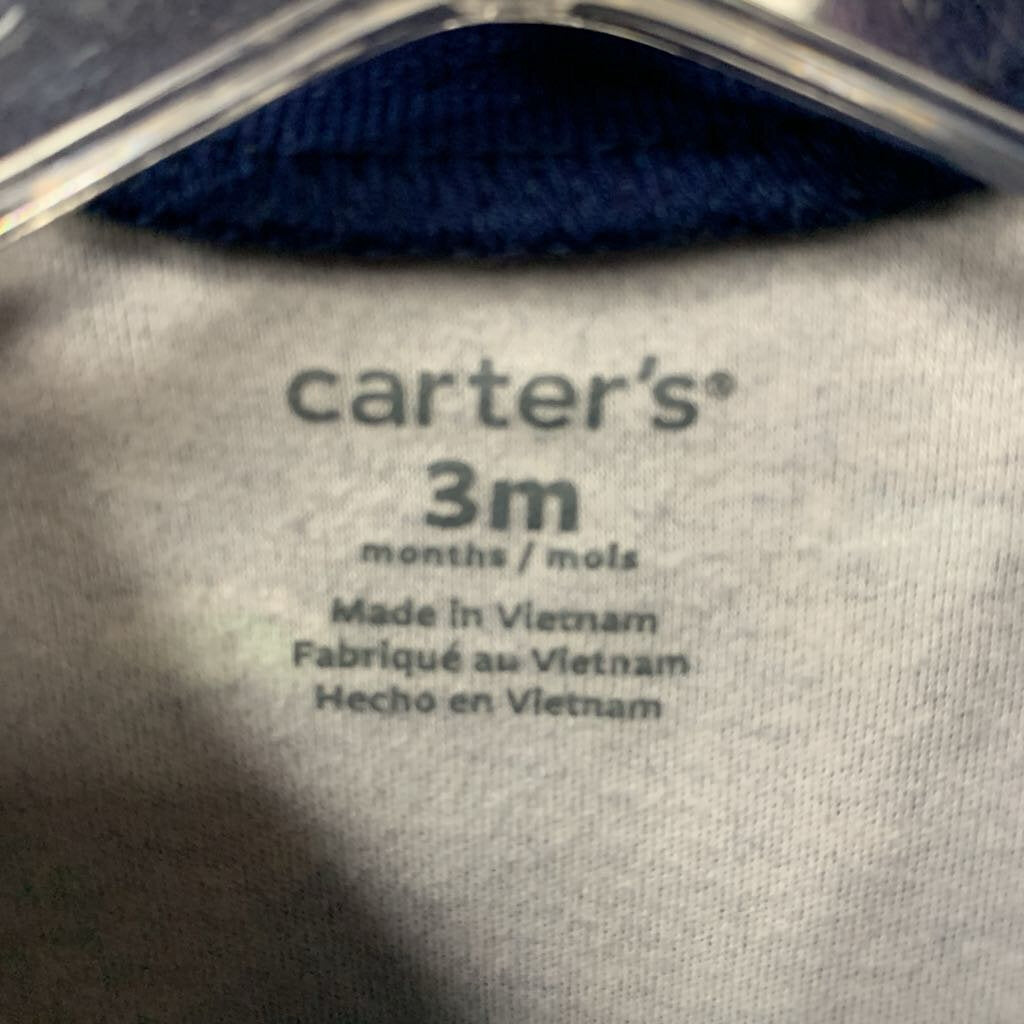 carter's®
3m
months / mois
Made in Vietnam
Fabriqué au Vietnam
Hecho en Vietnam